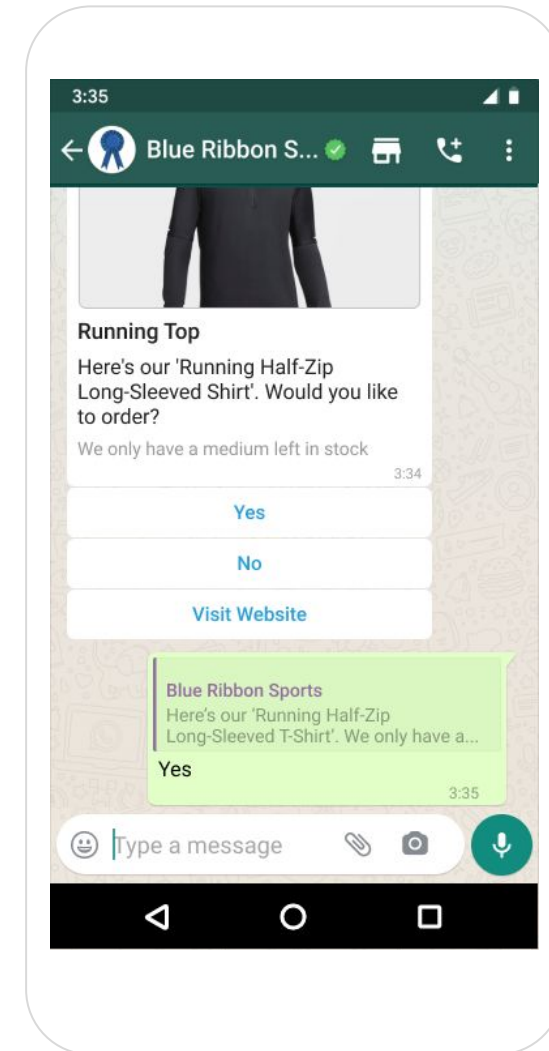 3:35
Blue Ribbon S...
Running Top
Here's our 'Running Half-Zip
Long-Sleeved Shirt'. Would you like
to order?
We only have a medium left in stock
3:34
Yes
No
Visit Website
Blue Ribbon Sports
Here's our 'Running Half-Zip
Long-Sleeved T-Shirt'. We only have a...
Yes
3:35
Type a message